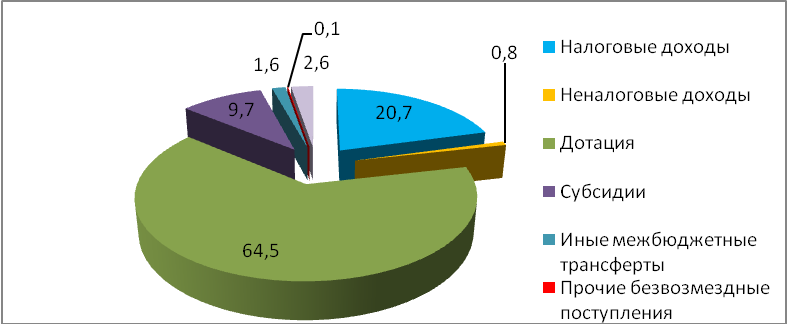 0,1
1,6
2,6
0,8
9,7
20,7
64,5
Налоговые доходы
Неналоговые доходы
Дотация
Субсидии
Иные межбюджетные
трансферты
Прочие безвозмездные
поступления